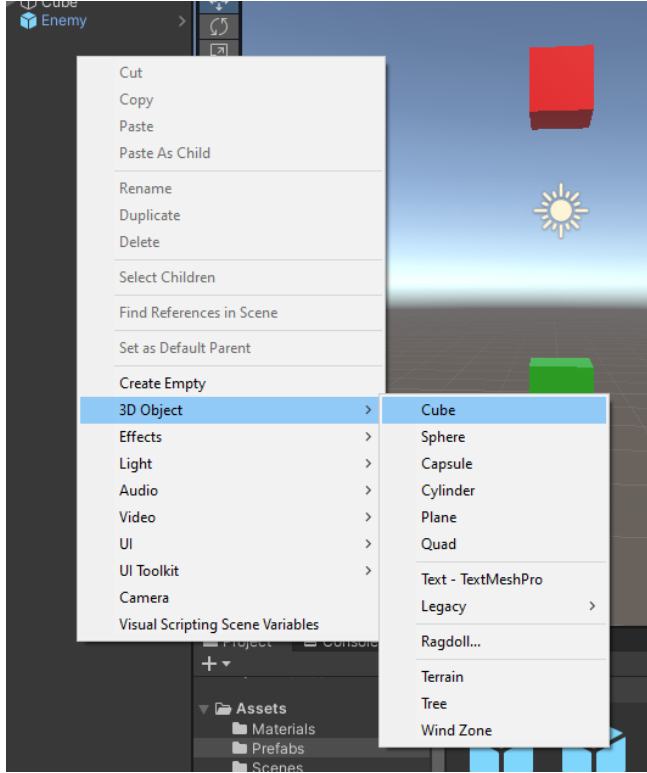 Cube
Enemy
Cut
Copy
Paste
Paste As Child
Rename
Duplicate
Delete
Select Children
Find References in Scene
Set as Default Parent
Create Empty
3D Object
Effects
Light
Audio
Video
UI
UI Toolkit
Camera
Visual Scripting Scene Variables
Cube
Sphere
Capsule
Cylinder
Plane
Quad
Text - TextMeshPro
Legacy
Ragdoll...
Terrain
Tree
Wind Zone
Project
Console
Assets
Materials
Prefabs
Scenes